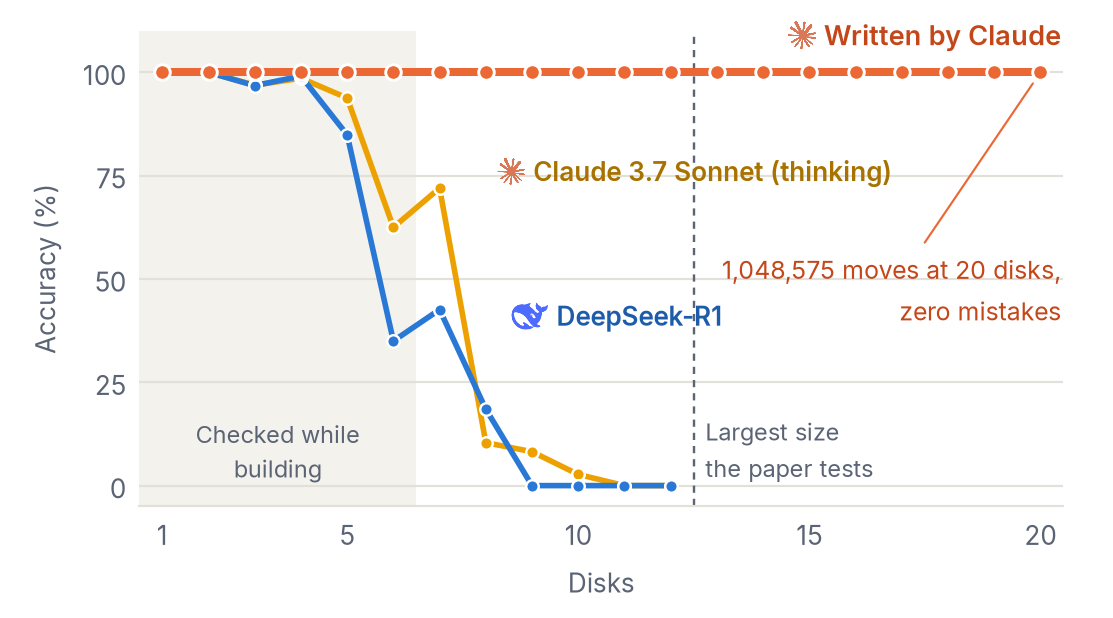 Written by Claude
100
75
50
25
0
Accuracy (%)
Claude 3.7 Sonnet (thinking)
1,048,575 moves at 20 disks,
zero mistakes
DeepSeek-R1
Checked while
building
Largest size
the paper tests
1
5
10
15
20
Disks